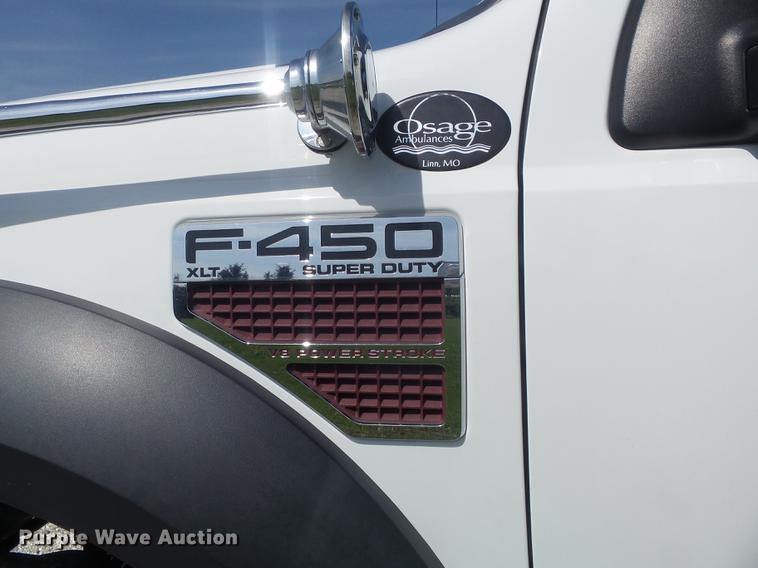 Osage
Ambulances
Linn, MO
F-450
XLT SUPER DUTY
V8 POWER STROKE
Purple Wave Auction